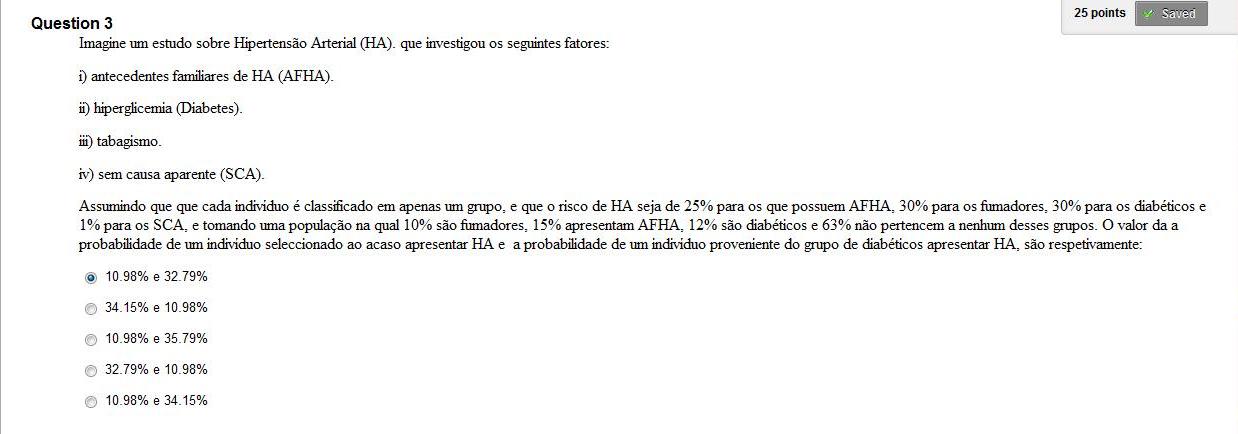 Question 3
25 points
Saved
Imagine um estudo sobre Hipertensão Arterial (HA). que investigou os seguintes fatores:
i) antecedentes familiares de HA (AFHA).
ii) hiperglicemia (Diabetes).
iii) tabagismo.
iv) sem causa aparente (SCA).
Assumindo que que cada individuo é classificado em apenas um grupo, e que o risco de HA seja de 25% para os que possuem AFHA, 30% para os fumadores, 30% para os diabéticos e
1% para os SCA, e tomando uma população na qual 10% são fumadores, 15% apresentam AFHA, 12% são diabéticos e 63% não pertencem a nenhum desses grupos. O valor da a
probabilidade de um individuo seleccionado ao acaso apresentar HA e a probabilidade de um individuo proveniente do grupo de diabéticos apresentar HA, são respetivamente:
10.98% e 32.79%
34.15% e 10.98%
10.98% e 35.79%
32.79% e 10.98%
10.98% e 34.15%